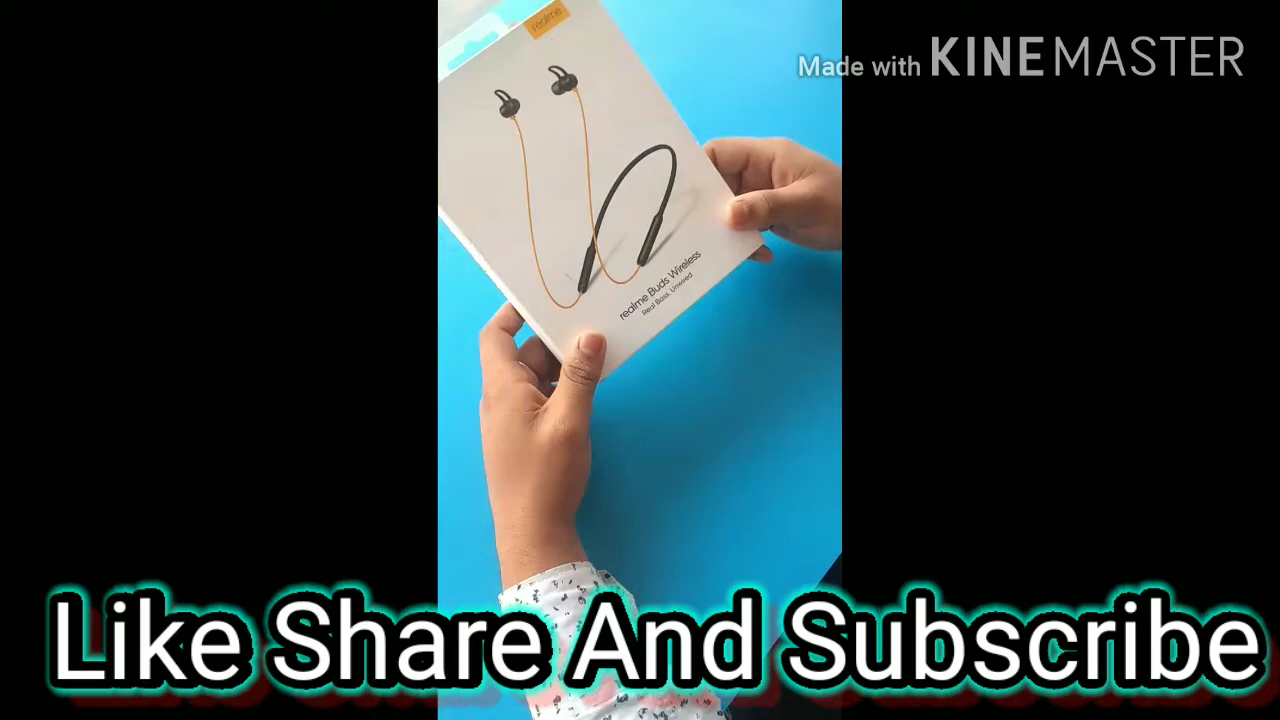 realme
Made with KINEMASTER
realme Buds Wireless
Real Bass, Unwired
Like Share And Subscribe